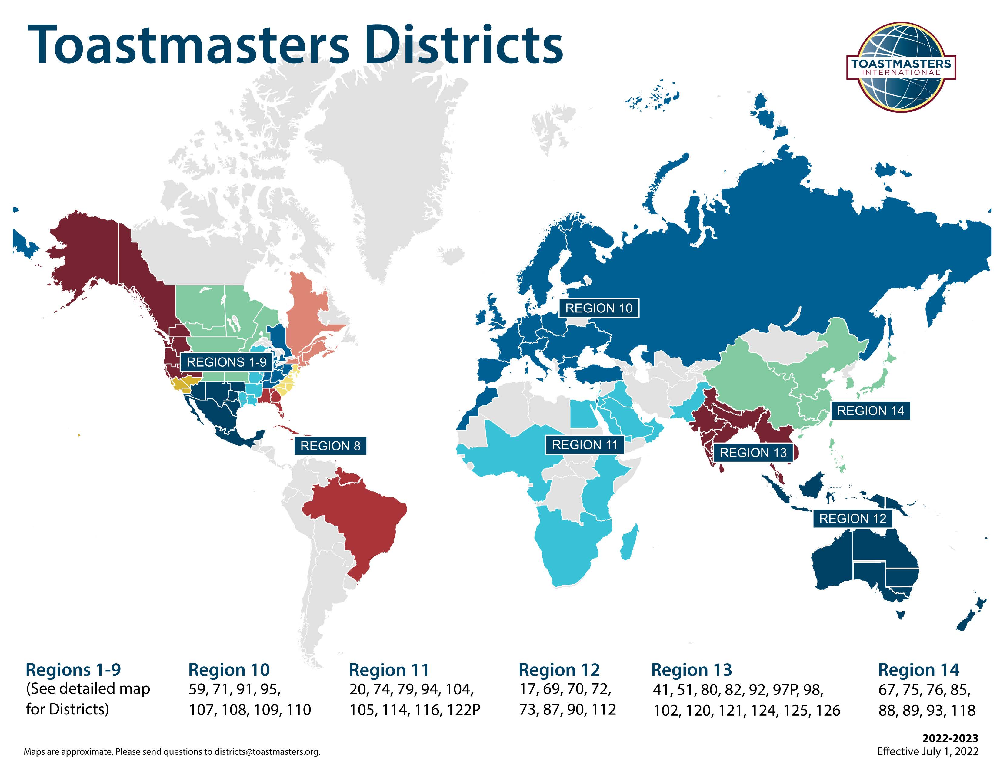 Toastmasters Districts
TOASTMASTERS
INTERNATIONAL
REGION 10
REGIONS 1-9
REGION 14
REGION 8
REGION 11
REGION 13
REGION 12
Regions 1-9
(See detailed map
for Districts)
Region 10
59, 71, 91, 95,
107, 108, 109, 110
Region 11
20, 74, 79, 94, 104,
105, 114, 116, 122P
Region 12
17, 69, 70, 72,
73, 87, 90, 112
Region 13
41, 51, 80, 82, 92, 97P, 98,
102, 120, 121, 124, 125, 126
Region 14
67, 75, 76, 85,
88, 89, 93, 118
2022-2023
Effective July 1, 2022
Maps are approximate. Please send questions to districts@toastmasters.org.